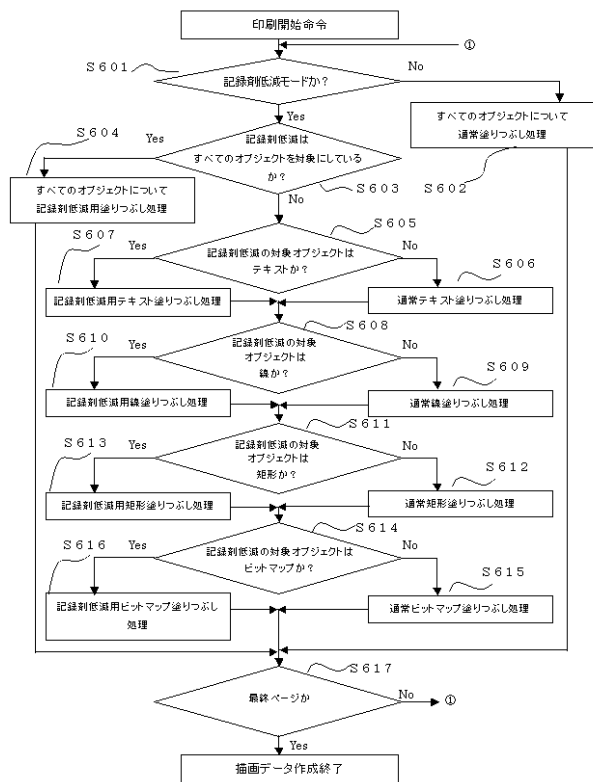 印刷開始命令
①
S601
記録剤低減モードか？
No
Yes
すべてのオブジェクトについて
通常塗りつぶし処理
S602
S604
Yes
記録剤低減は
すべてのオブジェクトを対象にしている
か？
S603
No
すべてのオブジェクトについて
記録剤低減用塗りつぶし処理
S605
S607
Yes
記録剤低減の対象オブジェクトは
テキストか？
No
S606
記録剤低減用テキスト塗りつぶし処理
通常テキスト塗りつぶし処理
S608
S610
Yes
記録剤低減の対象
オブジェクトは
線か？
No
S609
記録剤低減用線塗りつぶし処理
通常線塗りつぶし処理
S611
S613
Yes
記録剤低減の対象
オブジェクトは
矩形か？
No
S612
記録剤低減用矩形塗りつぶし処理
通常矩形塗りつぶし処理
S614
S616
Yes
記録剤低減の対象オブジェクトは
ビットマップか？
No
S615
記録剤低減用ビットマップ塗りつぶし
処理
通常ビットマップ塗りつぶし処理
S617
最終ページか
No
①
Yes
描画データ作成終了